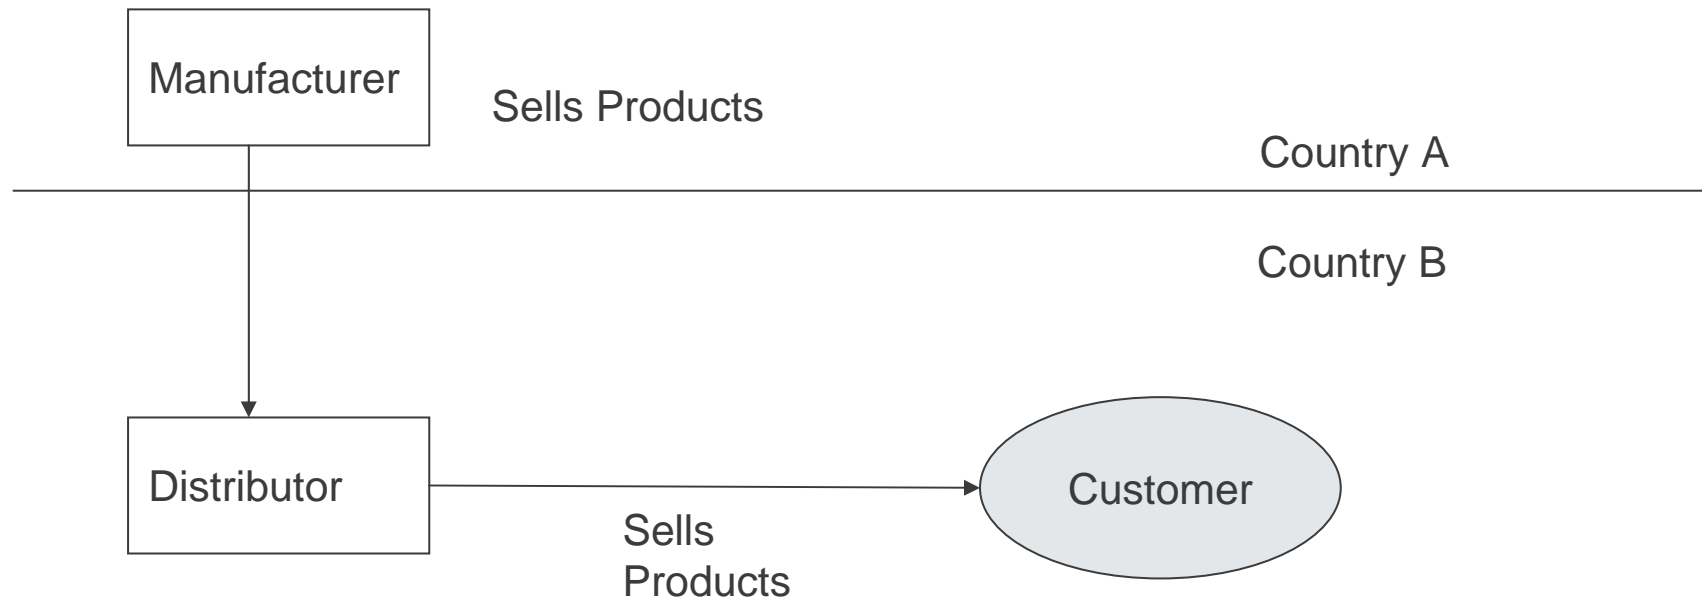 Manufacturer
Sells Products
Country A
Country B
Distributor
Customer
Sells
Products